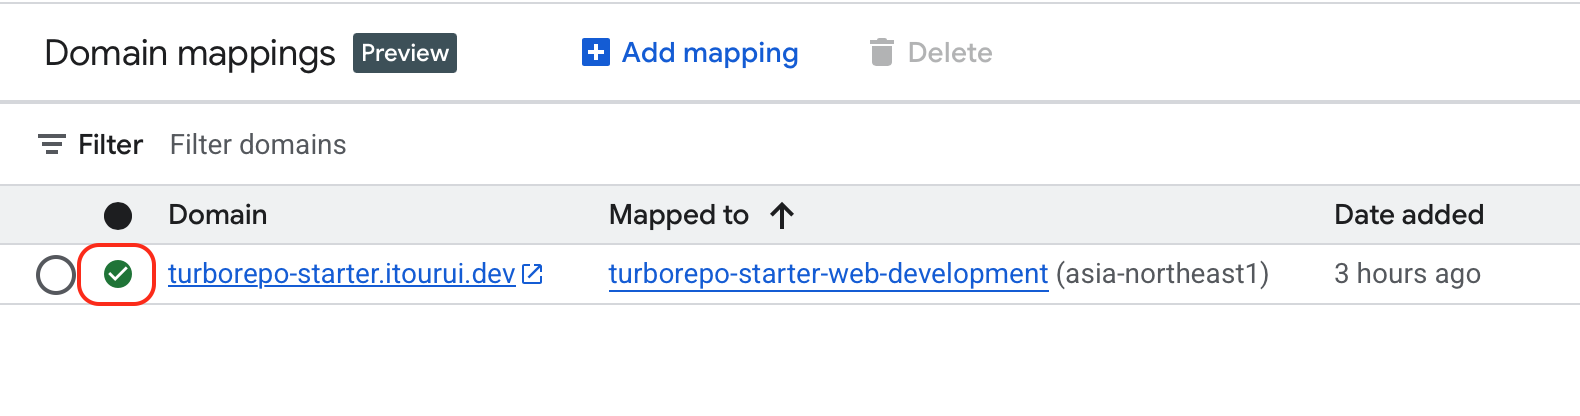 Domain mappings Preview Add mapping Delete
Filter Filter domains
Domain Mapped to Date added
turborepo-starter.itourui.dev turborepo-starter-web-development (asia-northeast1) 3 hours ago